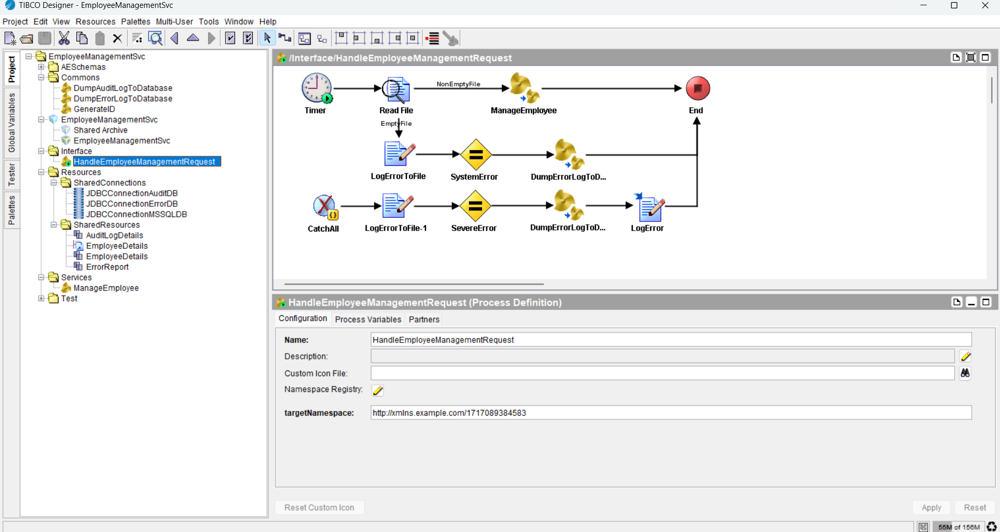 TIBCO Designer - EmployeeManagementSvc
Project Edit View Resources Palettes Multi-User Tools Window Help
Project
Global Variables
Tester
Palettes
EmployeeManagementSvc
AESchemas
Commons
DumpAuditLogToDatabase
DumpErrorLogToDatabase
GenerateID
EmployeeManagementSvc
Shared Archive
EmployeeManagementSvc
Interface
HandleEmployeeManagementRequest
Resources
SharedConnections
JDBCConnectionAuditDB
JDBCConnectionErrorDB
JDBCConnectionMSSQLDB
SharedResources
AuditLogDetails
EmployeeDetails
EmployeeDetails
ErrorReport
Services
ManageEmployee
Test
/Interface/HandleEmployeeManagementRequest
NonEmptyFile
Timer Read File ManageEmployee End
EmptyFile
LogErrorToFile SystemError DumpErrorLogToD...
CatchAll LogErrorToFile-1 SevereError DumpErrorLogToD... LogError
HandleEmployeeManagementRequest (Process Definition)
Configuration Process Variables Partners
Name: HandleEmployeeManagementRequest
Description:
Custom Icon File:
Namespace Registry:
targetNamespace: http://xmlns.example.com/1717089384583
Reset Custom Icon Apply Reset
55M of 156M